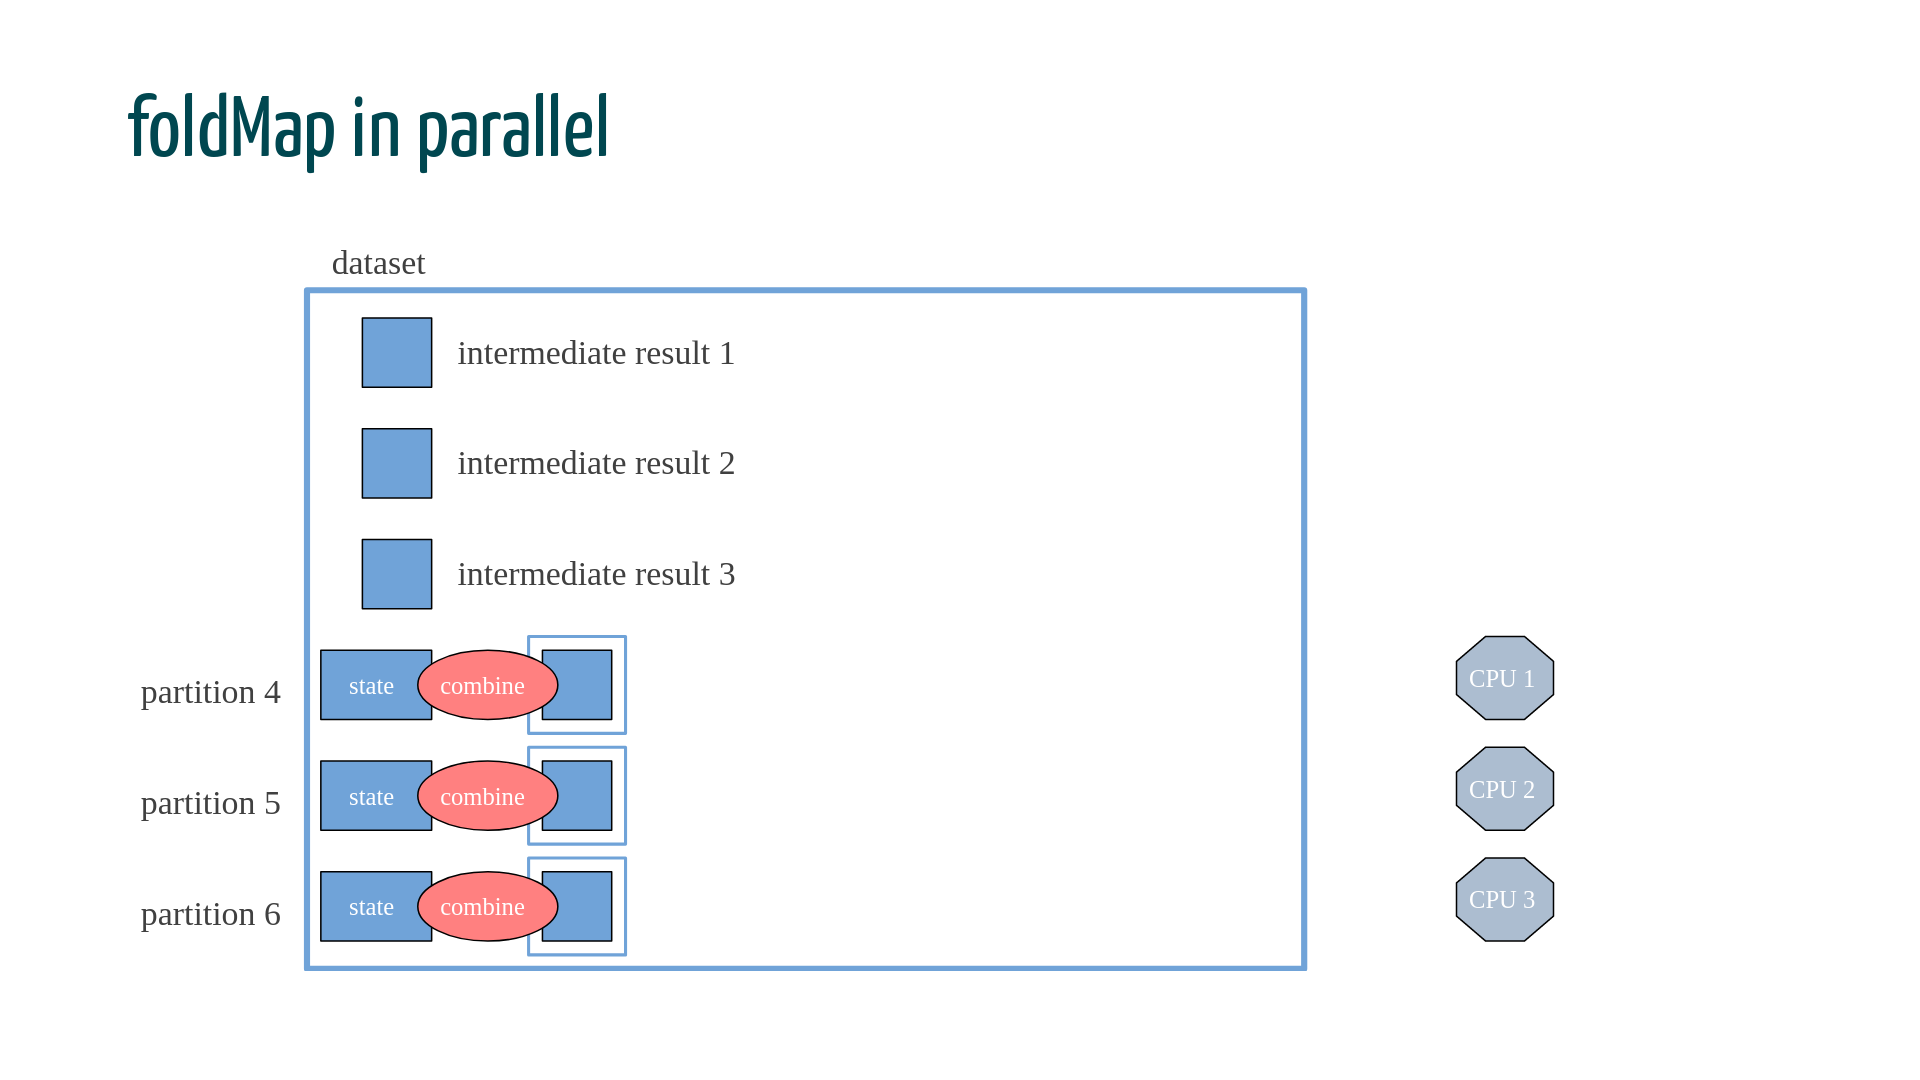 foldMap in parallel
dataset
intermediate result 1
intermediate result 2
intermediate result 3
partition 4 state combine CPU 1
partition 5 state combine CPU 2
partition 6 state combine CPU 3